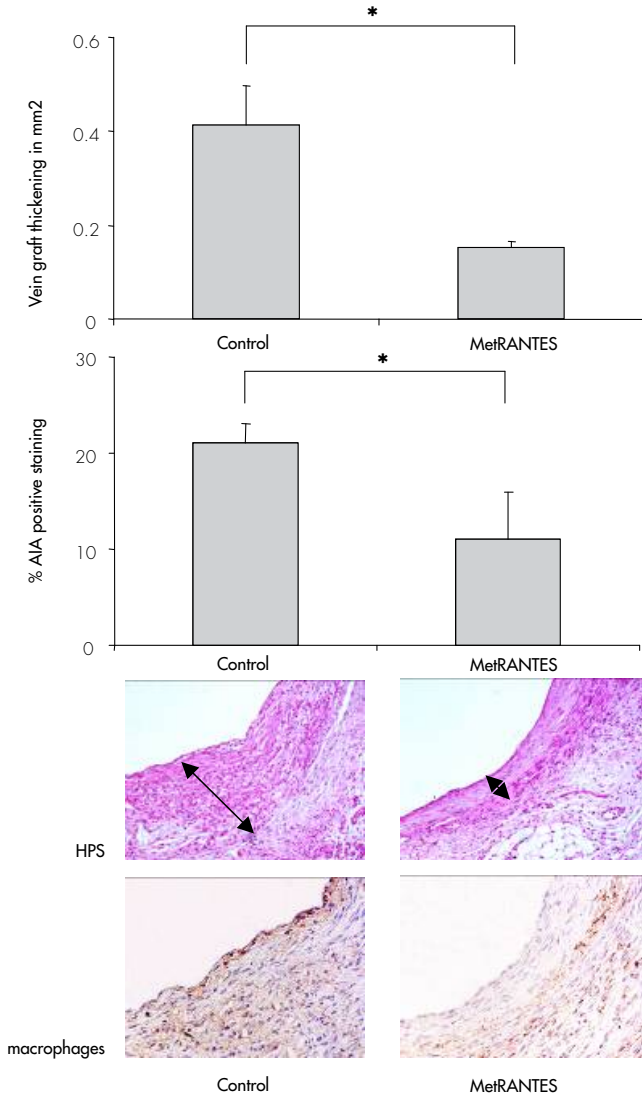 *
0.6
0.4
0.2
0
Vein graft thickening in mm2
Control MetRANTES
*
30
20
10
0
% AIA positive staining
Control MetRANTES
HPS
macrophages
Control MetRANTES